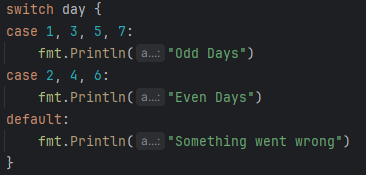 switch day {
case 1, 3, 5, 7:
    fmt.Println( a...: "Odd Days")
case 2, 4, 6:
    fmt.Println( a...: "Even Days")
default:
    fmt.Println( a...: "Something went wrong")
}